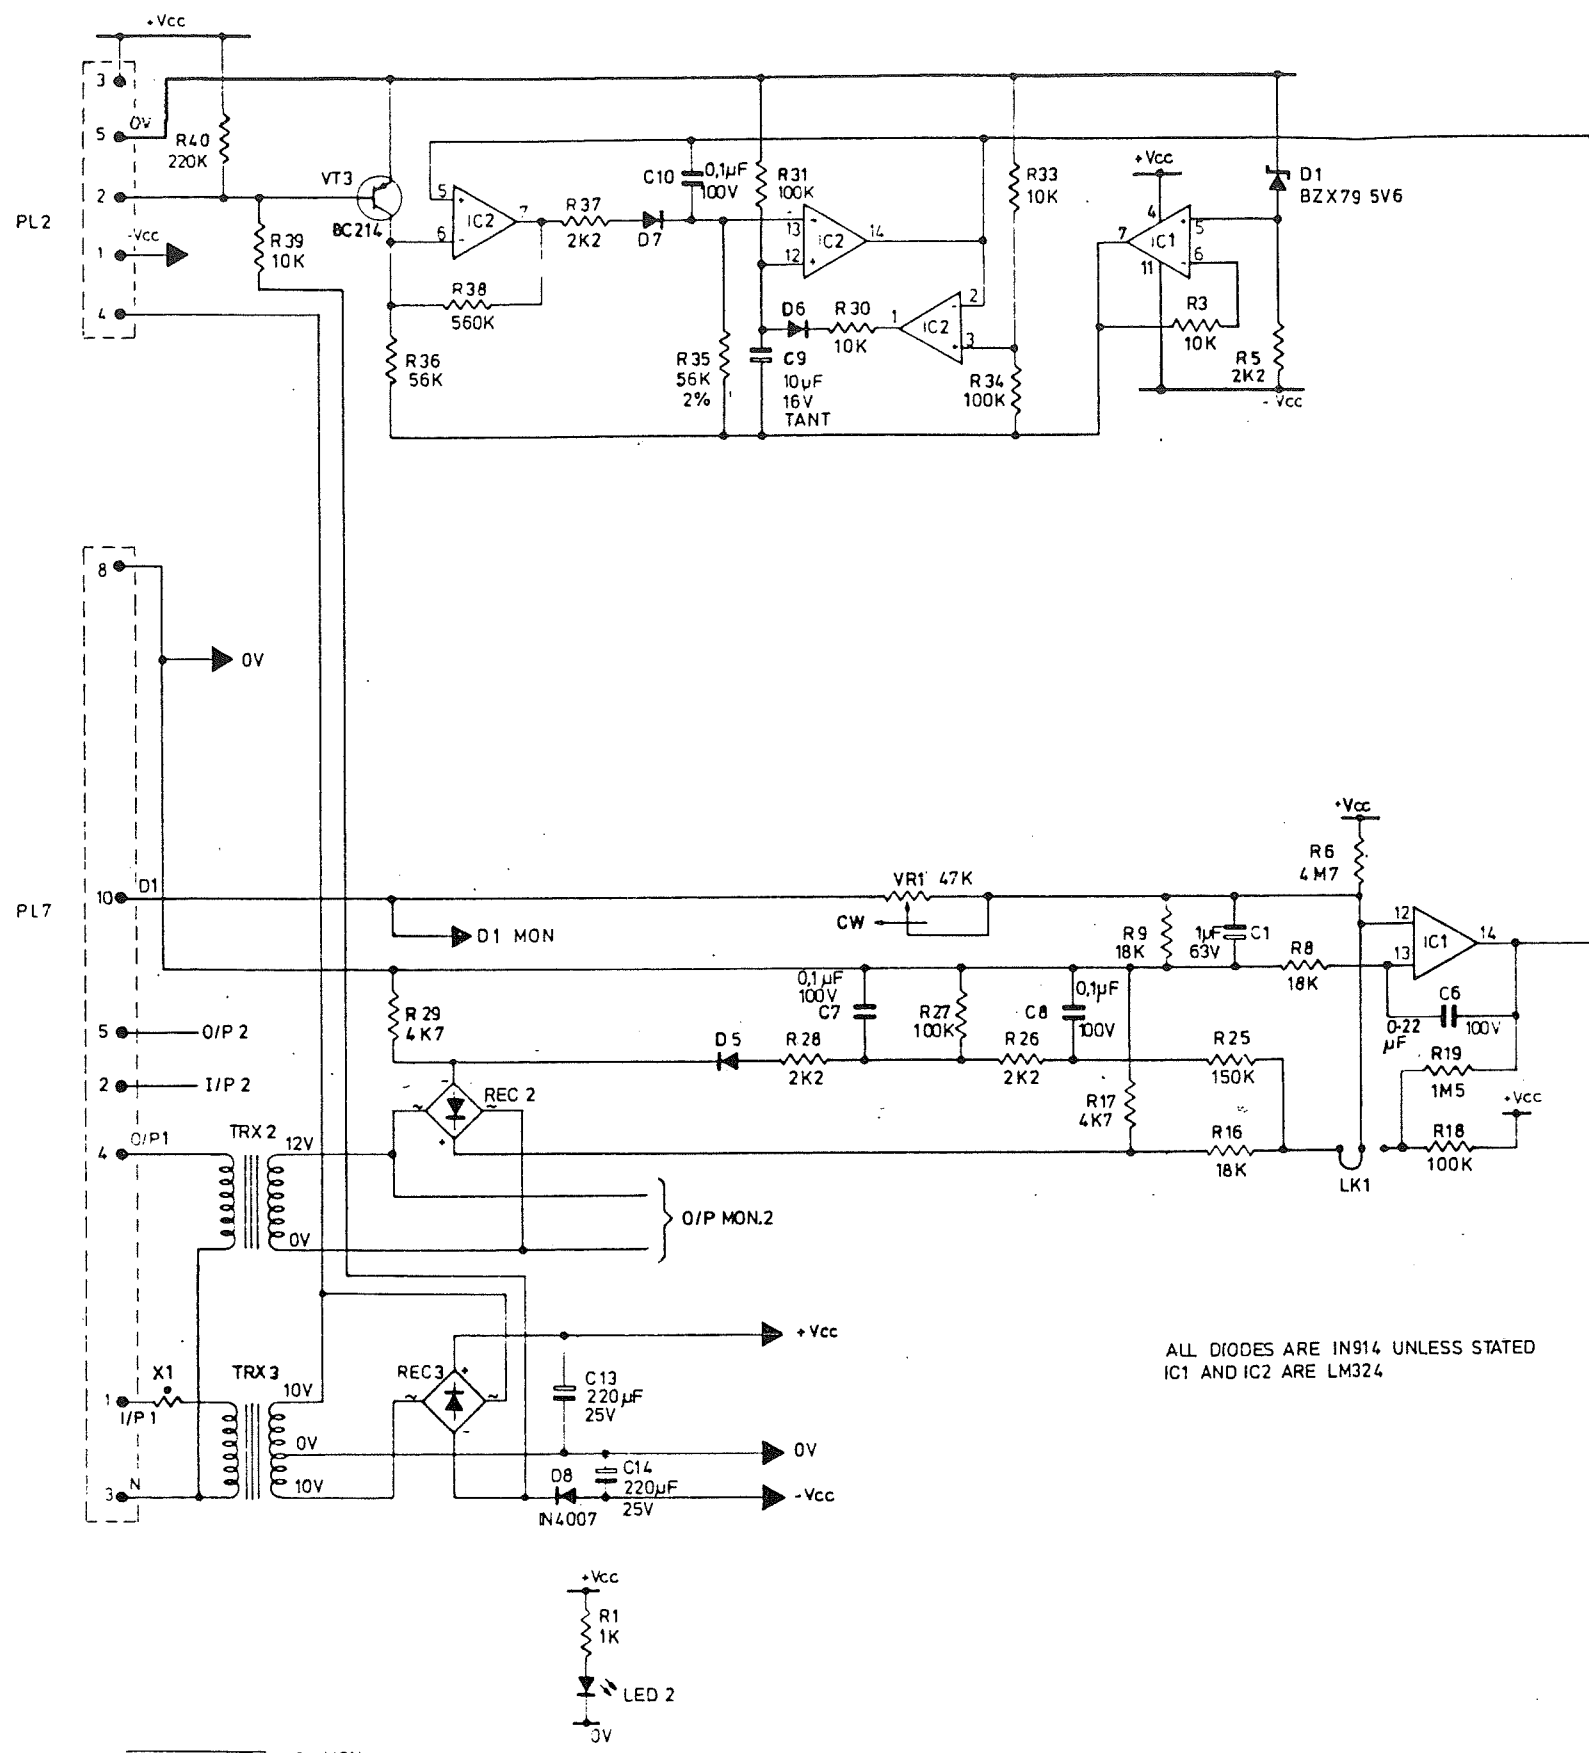 +Vcc
3
5
0V
R40
220K
2
PL2
1
-Vcc
4
R39
10K
VT3
BC214
5
+
IC2
7
6
-
R37
2K2
D7
C10
0,1µF
100V
R38
560K
R36
56K
R31
100K
13
-
IC2
14
12
+
R35
56K
2%
D6
R30
10K
1
IC2
-
2
+
3
C9
10µF
16V
TANT
R33
10K
R34
100K
+Vcc
4
7
IC1
+
5
-
6
11
R3
10K
D1
BZX79 5V6
R5
2K2
-Vcc
8
0V
PL7
10
D1
D1 MON
VR1 47K
CW
R9
18K
1µF
63V
C1
+Vcc
R6
4M7
R8
18K
12
+
IC1
14
13
-
C6
0-22
µF
100V
R19
1M5
+Vcc
R18
100K
LK1
R29
4K7
D5
R28
2K2
0,1µF
100V
C7
R27
100K
R26
2K2
0,1µF
C8
100V
R17
4K7
R25
150K
R16
18K
5
O/P 2
2
I/P 2
4
O/P1
TRX2
12V
0V
REC 2
-
~
~
+
O/P MON.2
X1
1
I/P1
3
N
TRX3
10V
0V
10V
REC3
+
~
~
-
C13
220µF
25V
D8
IN4007
C14
220µF
25V
+Vcc
0V
-Vcc
ALL DIODES ARE IN914 UNLESS STATED
IC1 AND IC2 ARE LM324
+Vcc
R1
1K
LED 2
0V